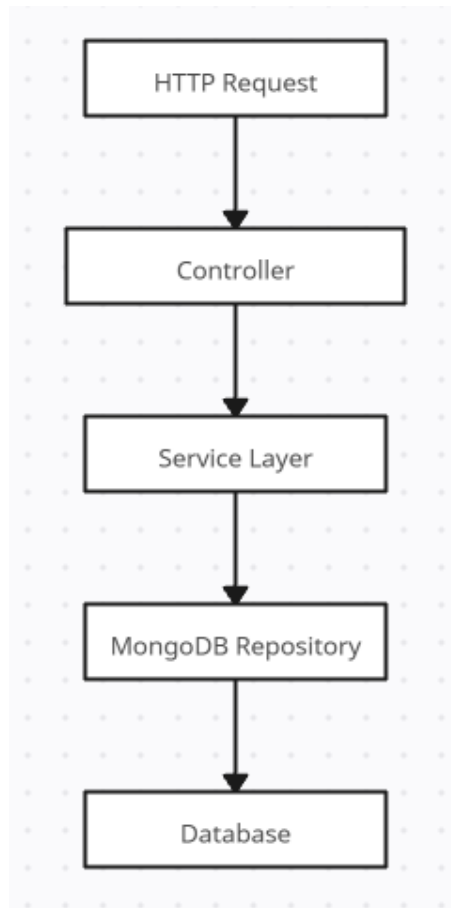 HTTP Request
Controller
Service Layer
MongoDB Repository
Database